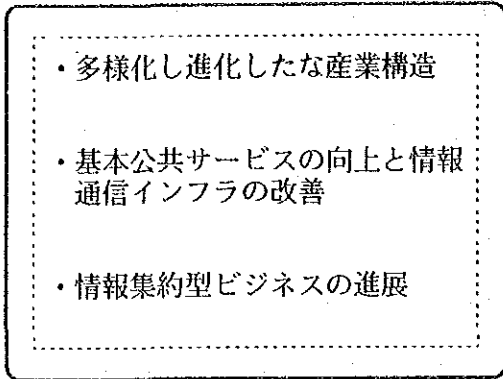 ・多様化し進化したな産業構造
・基本公共サービスの向上と情報
通信インフラの改善
・情報集約型ビジネスの進展